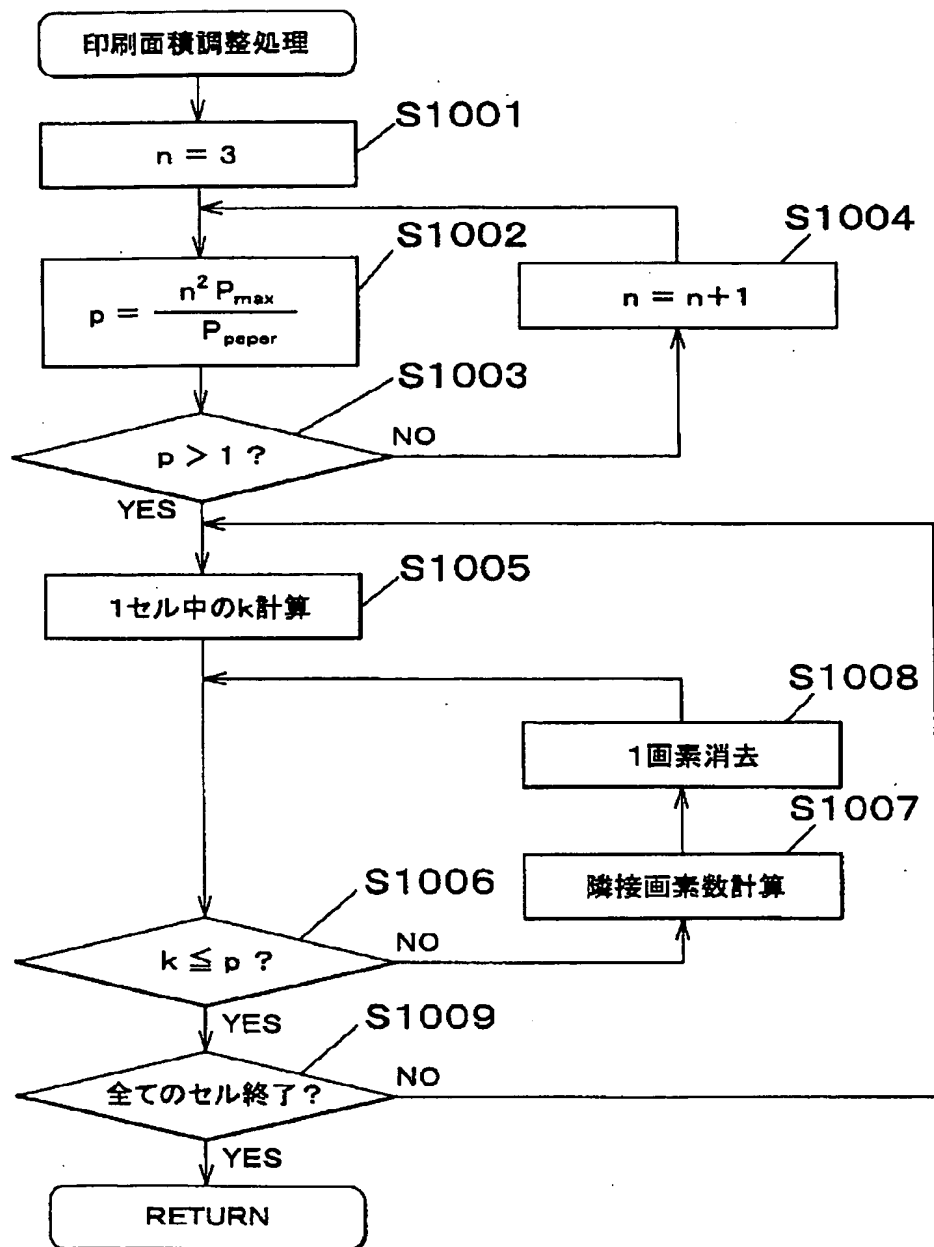 印刷面積調整処理
S1001
n = 3
S1002
S1004
p = n² Pmax / Ppaper
n = n+1
S1003
p > 1 ?
NO
YES
S1005
1セル中のk計算
S1008
1画素消去
S1007
隣接画素数計算
S1006
k ≦ p ?
NO
YES
S1009
全てのセル終了?
NO
YES
RETURN